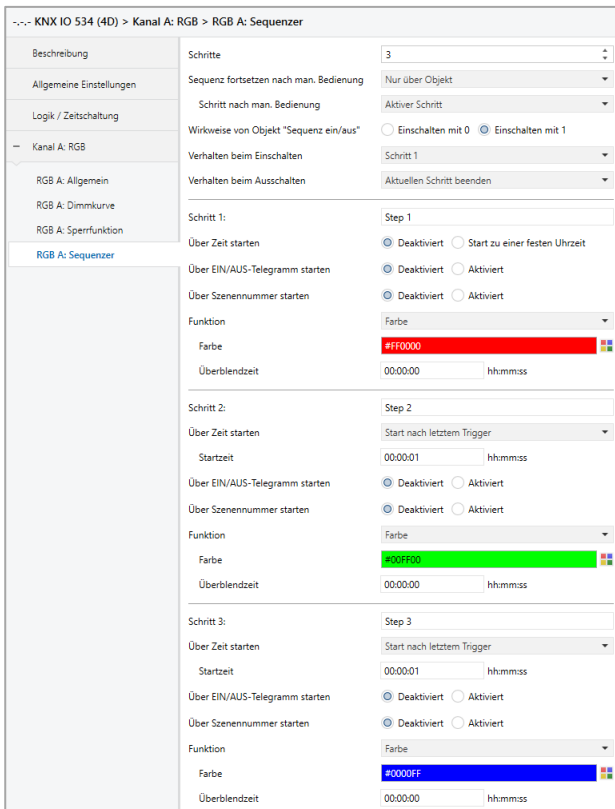 -.-.- KNX IO 534 (4D) > Kanal A: RGB > RGB A: Sequenzer
Beschreibung
Allgemeine Einstellungen
Logik / Zeitschaltung
− Kanal A: RGB
RGB A: Allgemein
RGB A: Dimmkurve
RGB A: Sperrfunktion
RGB A: Sequenzer
Schritte 3
Sequenz fortsetzen nach man. Bedienung Nur über Objekt
Schritt nach man. Bedienung Aktiver Schritt
Wirkweise von Objekt "Sequenz ein/aus" Einschalten mit 0 Einschalten mit 1
Verhalten beim Einschalten Schritt 1
Verhalten beim Ausschalten Aktuellen Schritt beenden
Schritt 1: Step 1
Über Zeit starten Deaktiviert Start zu einer festen Uhrzeit
Über EIN/AUS-Telegramm starten Deaktiviert Aktiviert
Über Szenennummer starten Deaktiviert Aktiviert
Funktion Farbe
Farbe #FF0000
Überblendzeit 00:00:00 hh:mm:ss
Schritt 2: Step 2
Über Zeit starten Start nach letztem Trigger
Startzeit 00:00:01 hh:mm:ss
Über EIN/AUS-Telegramm starten Deaktiviert Aktiviert
Über Szenennummer starten Deaktiviert Aktiviert
Funktion Farbe
Farbe #00FF00
Überblendzeit 00:00:00 hh:mm:ss
Schritt 3: Step 3
Über Zeit starten Start nach letztem Trigger
Startzeit 00:00:01 hh:mm:ss
Über EIN/AUS-Telegramm starten Deaktiviert Aktiviert
Über Szenennummer starten Deaktiviert Aktiviert
Funktion Farbe
Farbe #0000FF
Überblendzeit 00:00:00 hh:mm:ss